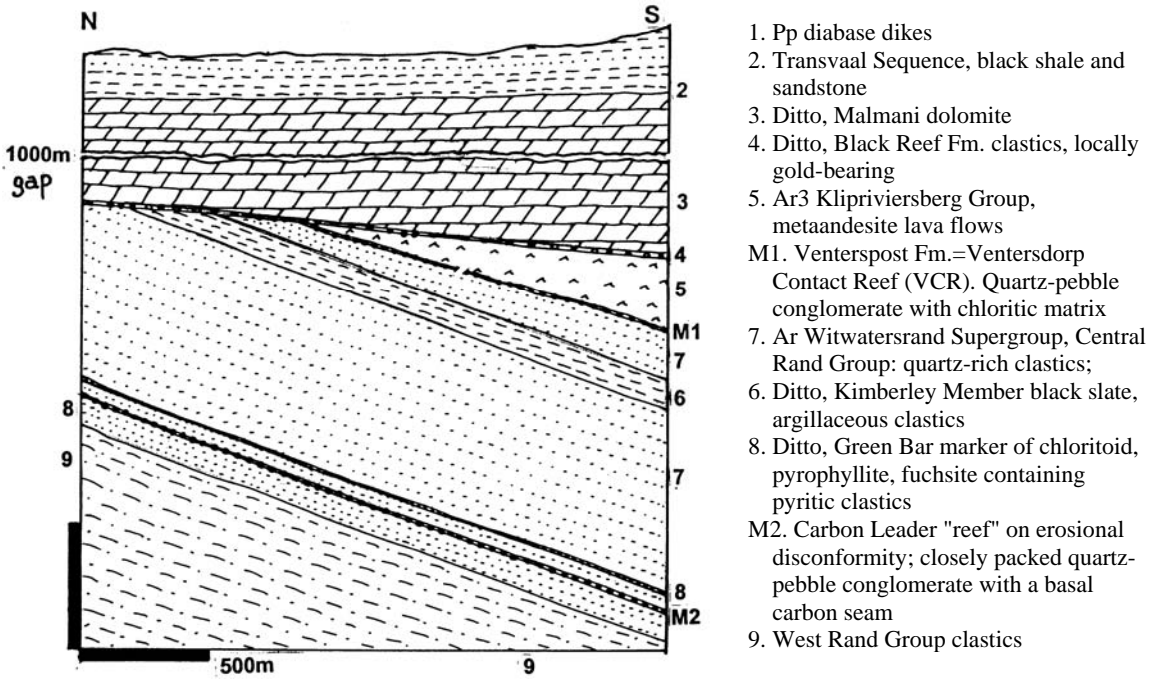 N
S
2
1000m
gap
3
4
5
M1
7
6
8
9
7
8
M2
500m
9
1. Pp diabase dikes
2. Transvaal Sequence, black shale and
sandstone
3. Ditto, Malmani dolomite
4. Ditto, Black Reef Fm. clastics, locally
gold-bearing
5. Ar3 Klipriviersberg Group,
metaandesite lava flows
M1. Venterspost Fm.=Ventersdorp
Contact Reef (VCR). Quartz-pebble
conglomerate with chloritic matrix
7. Ar Witwatersrand Supergroup, Central
Rand Group: quartz-rich clastics;
6. Ditto, Kimberley Member black slate,
argillaceous clastics
8. Ditto, Green Bar marker of chloritoid,
pyrophyllite, fuchsite containing
pyritic clastics
M2. Carbon Leader "reef" on erosional
disconformity; closely packed quartz-
pebble conglomerate with a basal
carbon seam
9. West Rand Group clastics